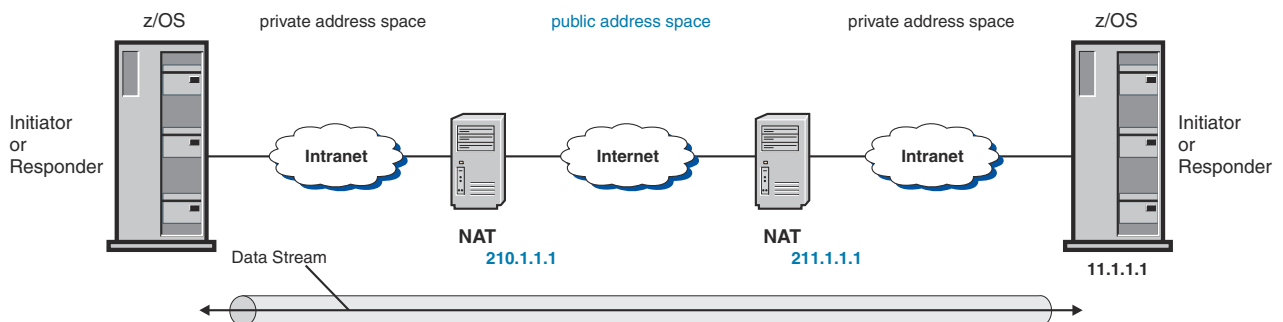 z/OS
private address space
public address space
private address space
z/OS
Initiator
or
Responder
Intranet
Internet
Intranet
Initiator
or
Responder
NAT
210.1.1.1
NAT
211.1.1.1
11.1.1.1
Data Stream